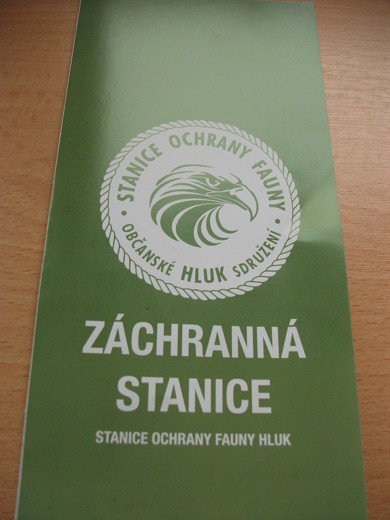 STANICE OCHRANY FAUNY
OBČANSKÉ HLUK SDRUŽENÍ
ZÁCHRANNÁ
STANICE
STANICE OCHRANY FAUNY HLUK